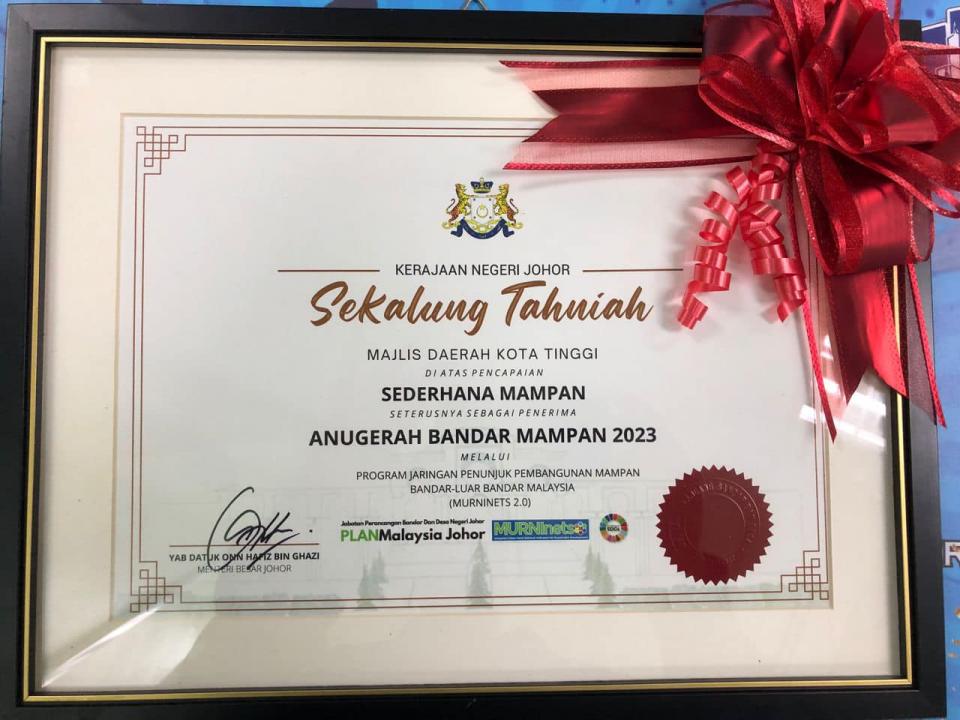 KERAJAAN NEGERI JOHOR
Sekalung Tahniah
MAJLIS DAERAH KOTA TINGGI
DI ATAS PENCAPAIAN
SEDERHANA MAMPAN
SETERUSNYA SEBAGAI PENERIMA
ANUGERAH BANDAR MAMPAN 2023
MELALUI
PROGRAM JARINGAN PENUNJUK PEMBANGUNAN MAMPAN
BANDAR-LUAR BANDAR MALAYSIA
(MURNINETS 2.0)
Jabatan Perancangan Bandar Dan Desa Negeri Johor
PLANMalaysia Johor
MURNInets
YAB DATUK ONN HAFIZ BIN GHAZI
MENTERI BESAR JOHOR